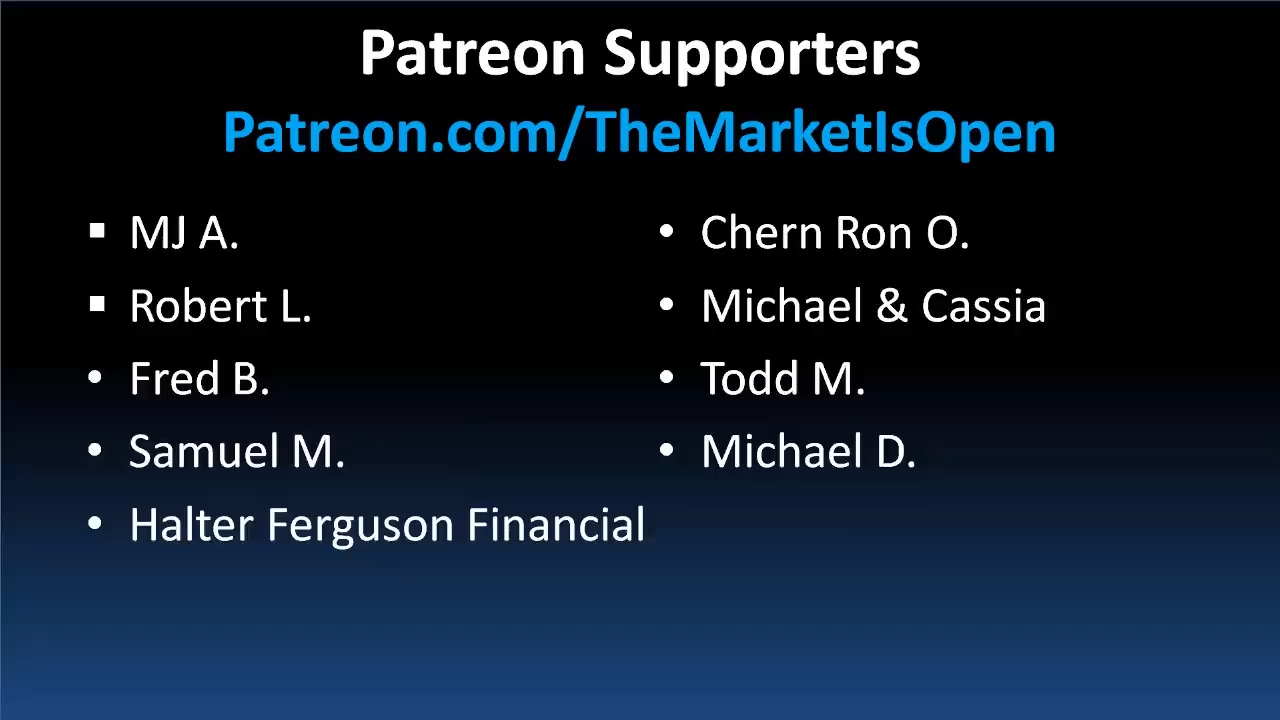 Patreon Supporters
Patreon.com/TheMarketIsOpen
▪ MJ A.
▪ Robert L.
• Fred B.
• Samuel M.
• Halter Ferguson Financial
• Chern Ron O.
• Michael & Cassia
• Todd M.
• Michael D.